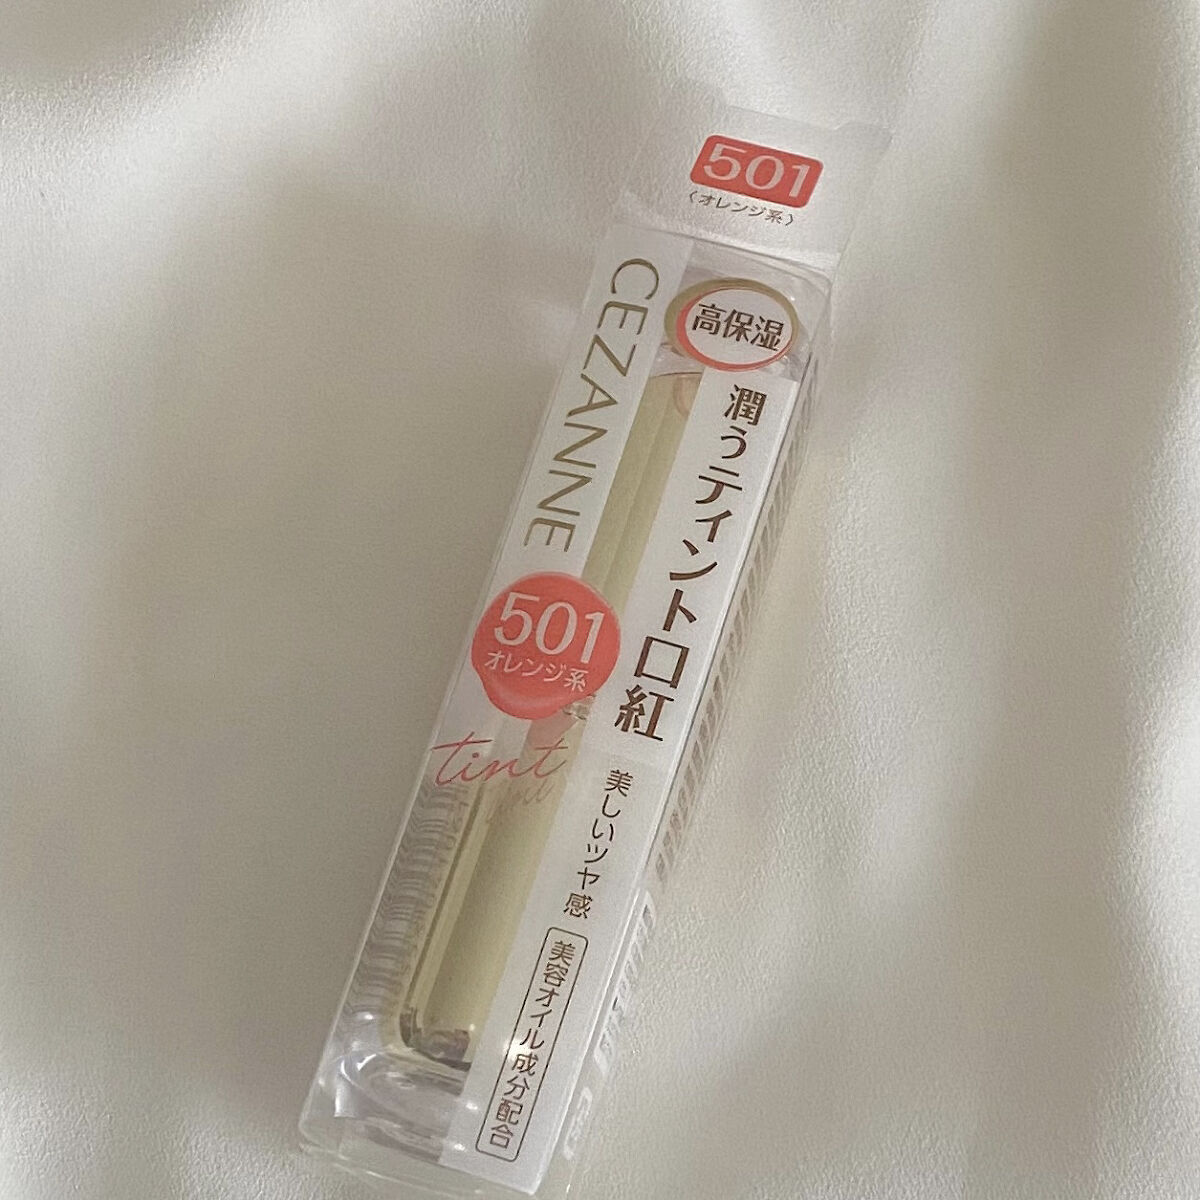 501
〈オレンジ系〉
高保湿
CEZANNE
潤うティント口紅
501
オレンジ系
tint
美しいツヤ感
美容オイル成分配合